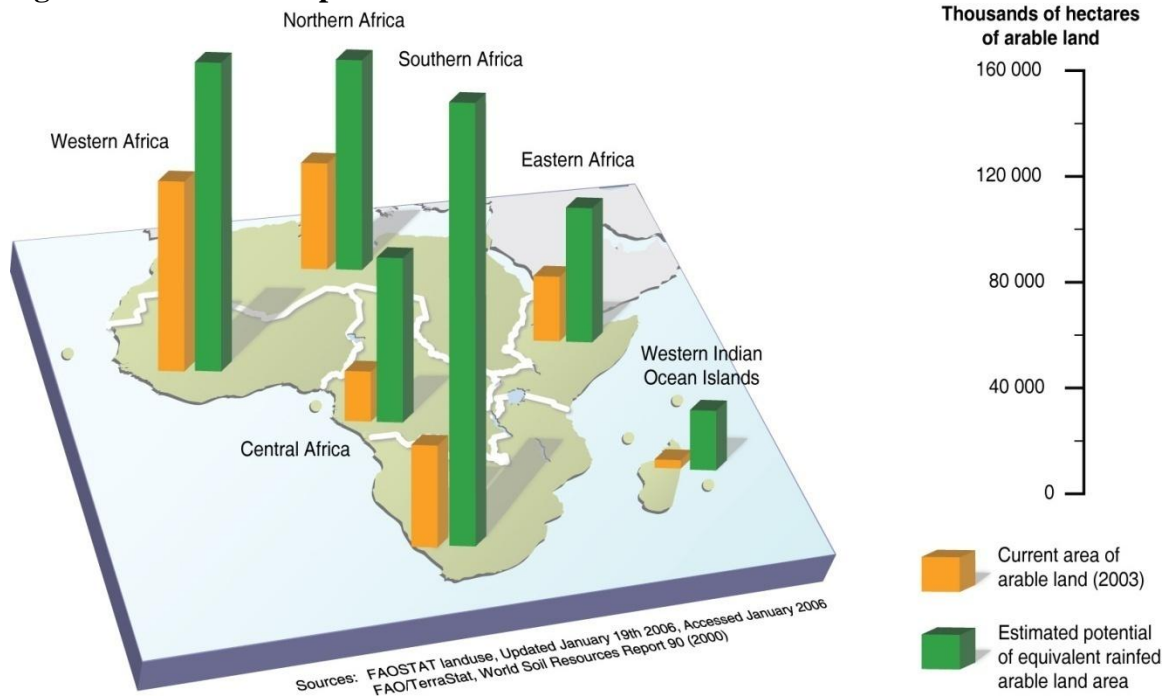 Northern Africa
Southern Africa
Western Africa
Eastern Africa
Western Indian
Ocean Islands
Central Africa
Thousands of hectares
of arable land
160 000
120 000
80 000
40 000
0
Current area of
arable land (2003)
Estimated potential
of equivalent rainfed
arable land area
Sources: FAOSTAT landuse, Updated January 19th 2006, Accessed January 2006
FAO/TerraStat, World Soil Resources Report 90 (2000)